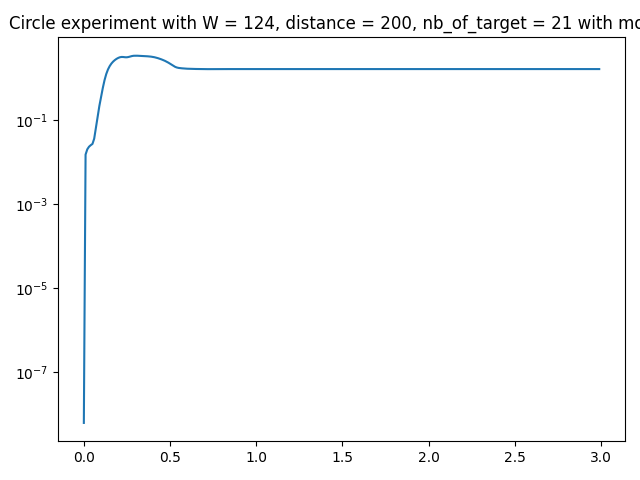 Circle experiment with W = 124, distance = 200, nb_of_target = 21 with mo
10⁻¹
10⁻³
10⁻⁵
10⁻⁷
0.0 0.5 1.0 1.5 2.0 2.5 3.0